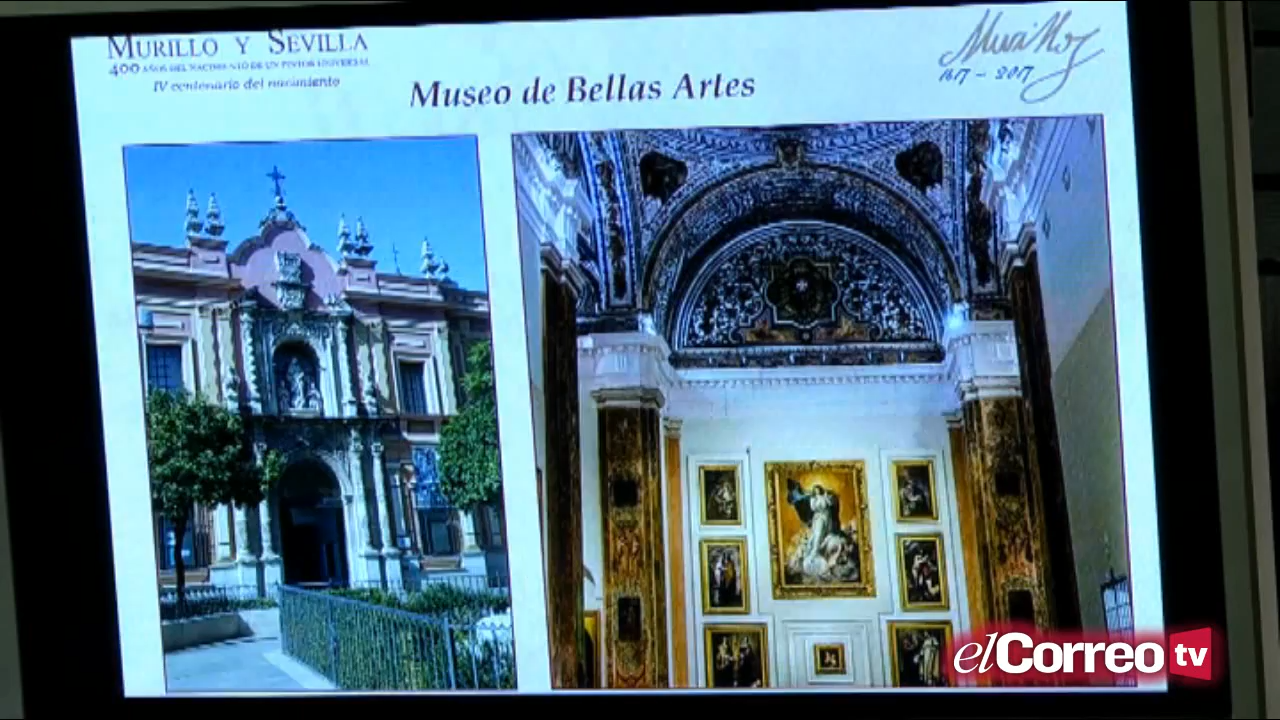 MURILLO Y SEVILLA
400 AÑOS DEL NACIMIENTO DE UN PINTOR UNIVERSAL
IV centenario del nacimiento
Murillo
1617 - 2017
Museo de Bellas Artes
elCorreo tv